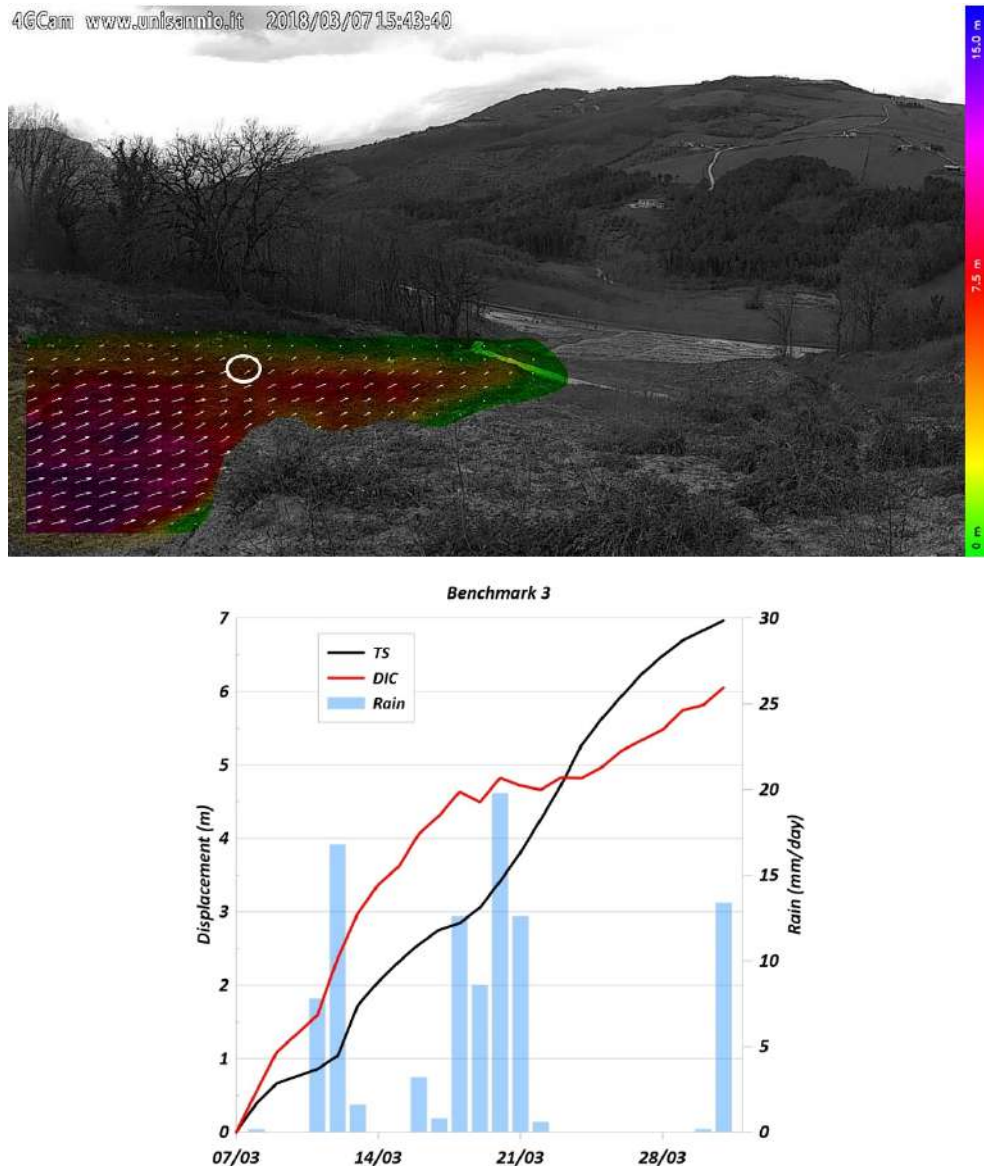 4GCam www.unisannio.it 2018/03/07 15:43:40
15.0 m
7.5 m
0 m
Benchmark 3
TS
DIC
Rain
Displacement (m)
7
6
5
4
3
2
1
0
Rain (mm/day)
30
25
20
15
10
5
0
07/03 14/03 21/03 28/03